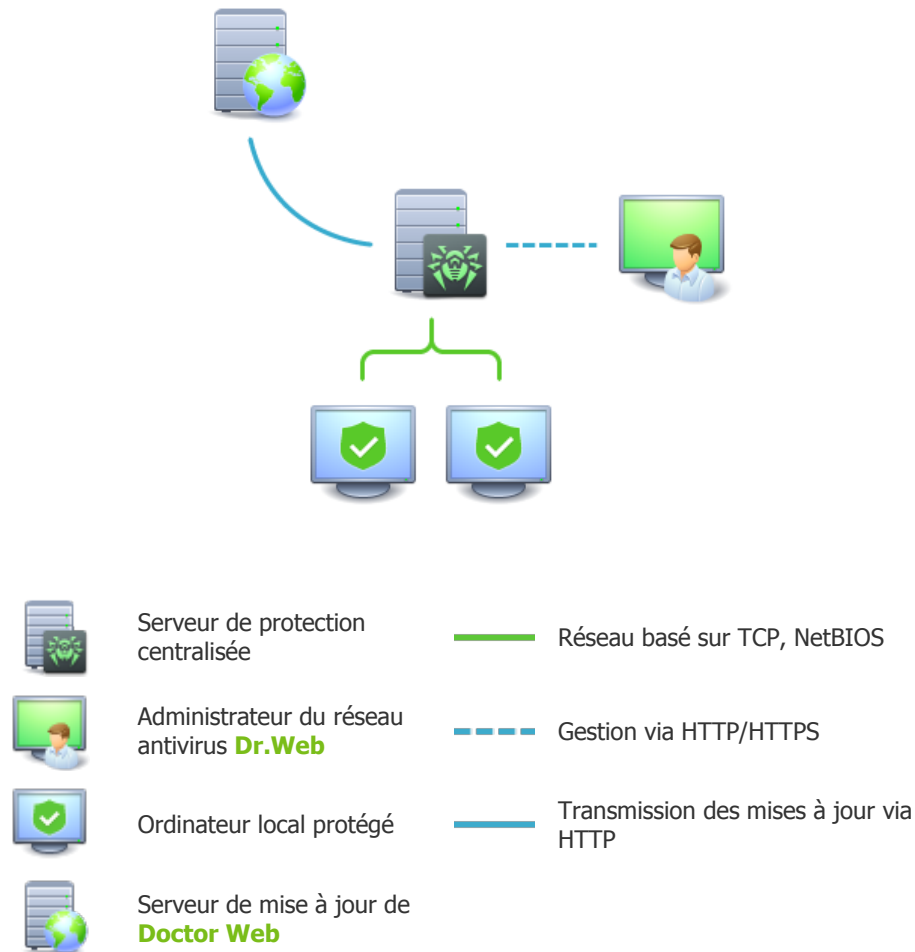 Serveur de protection
centralisée
Réseau basé sur TCP, NetBIOS
Administrateur du réseau
antivirus Dr.Web
Gestion via HTTP/HTTPS
Ordinateur local protégé
Transmission des mises à jour via
HTTP
Serveur de mise à jour de
Doctor Web